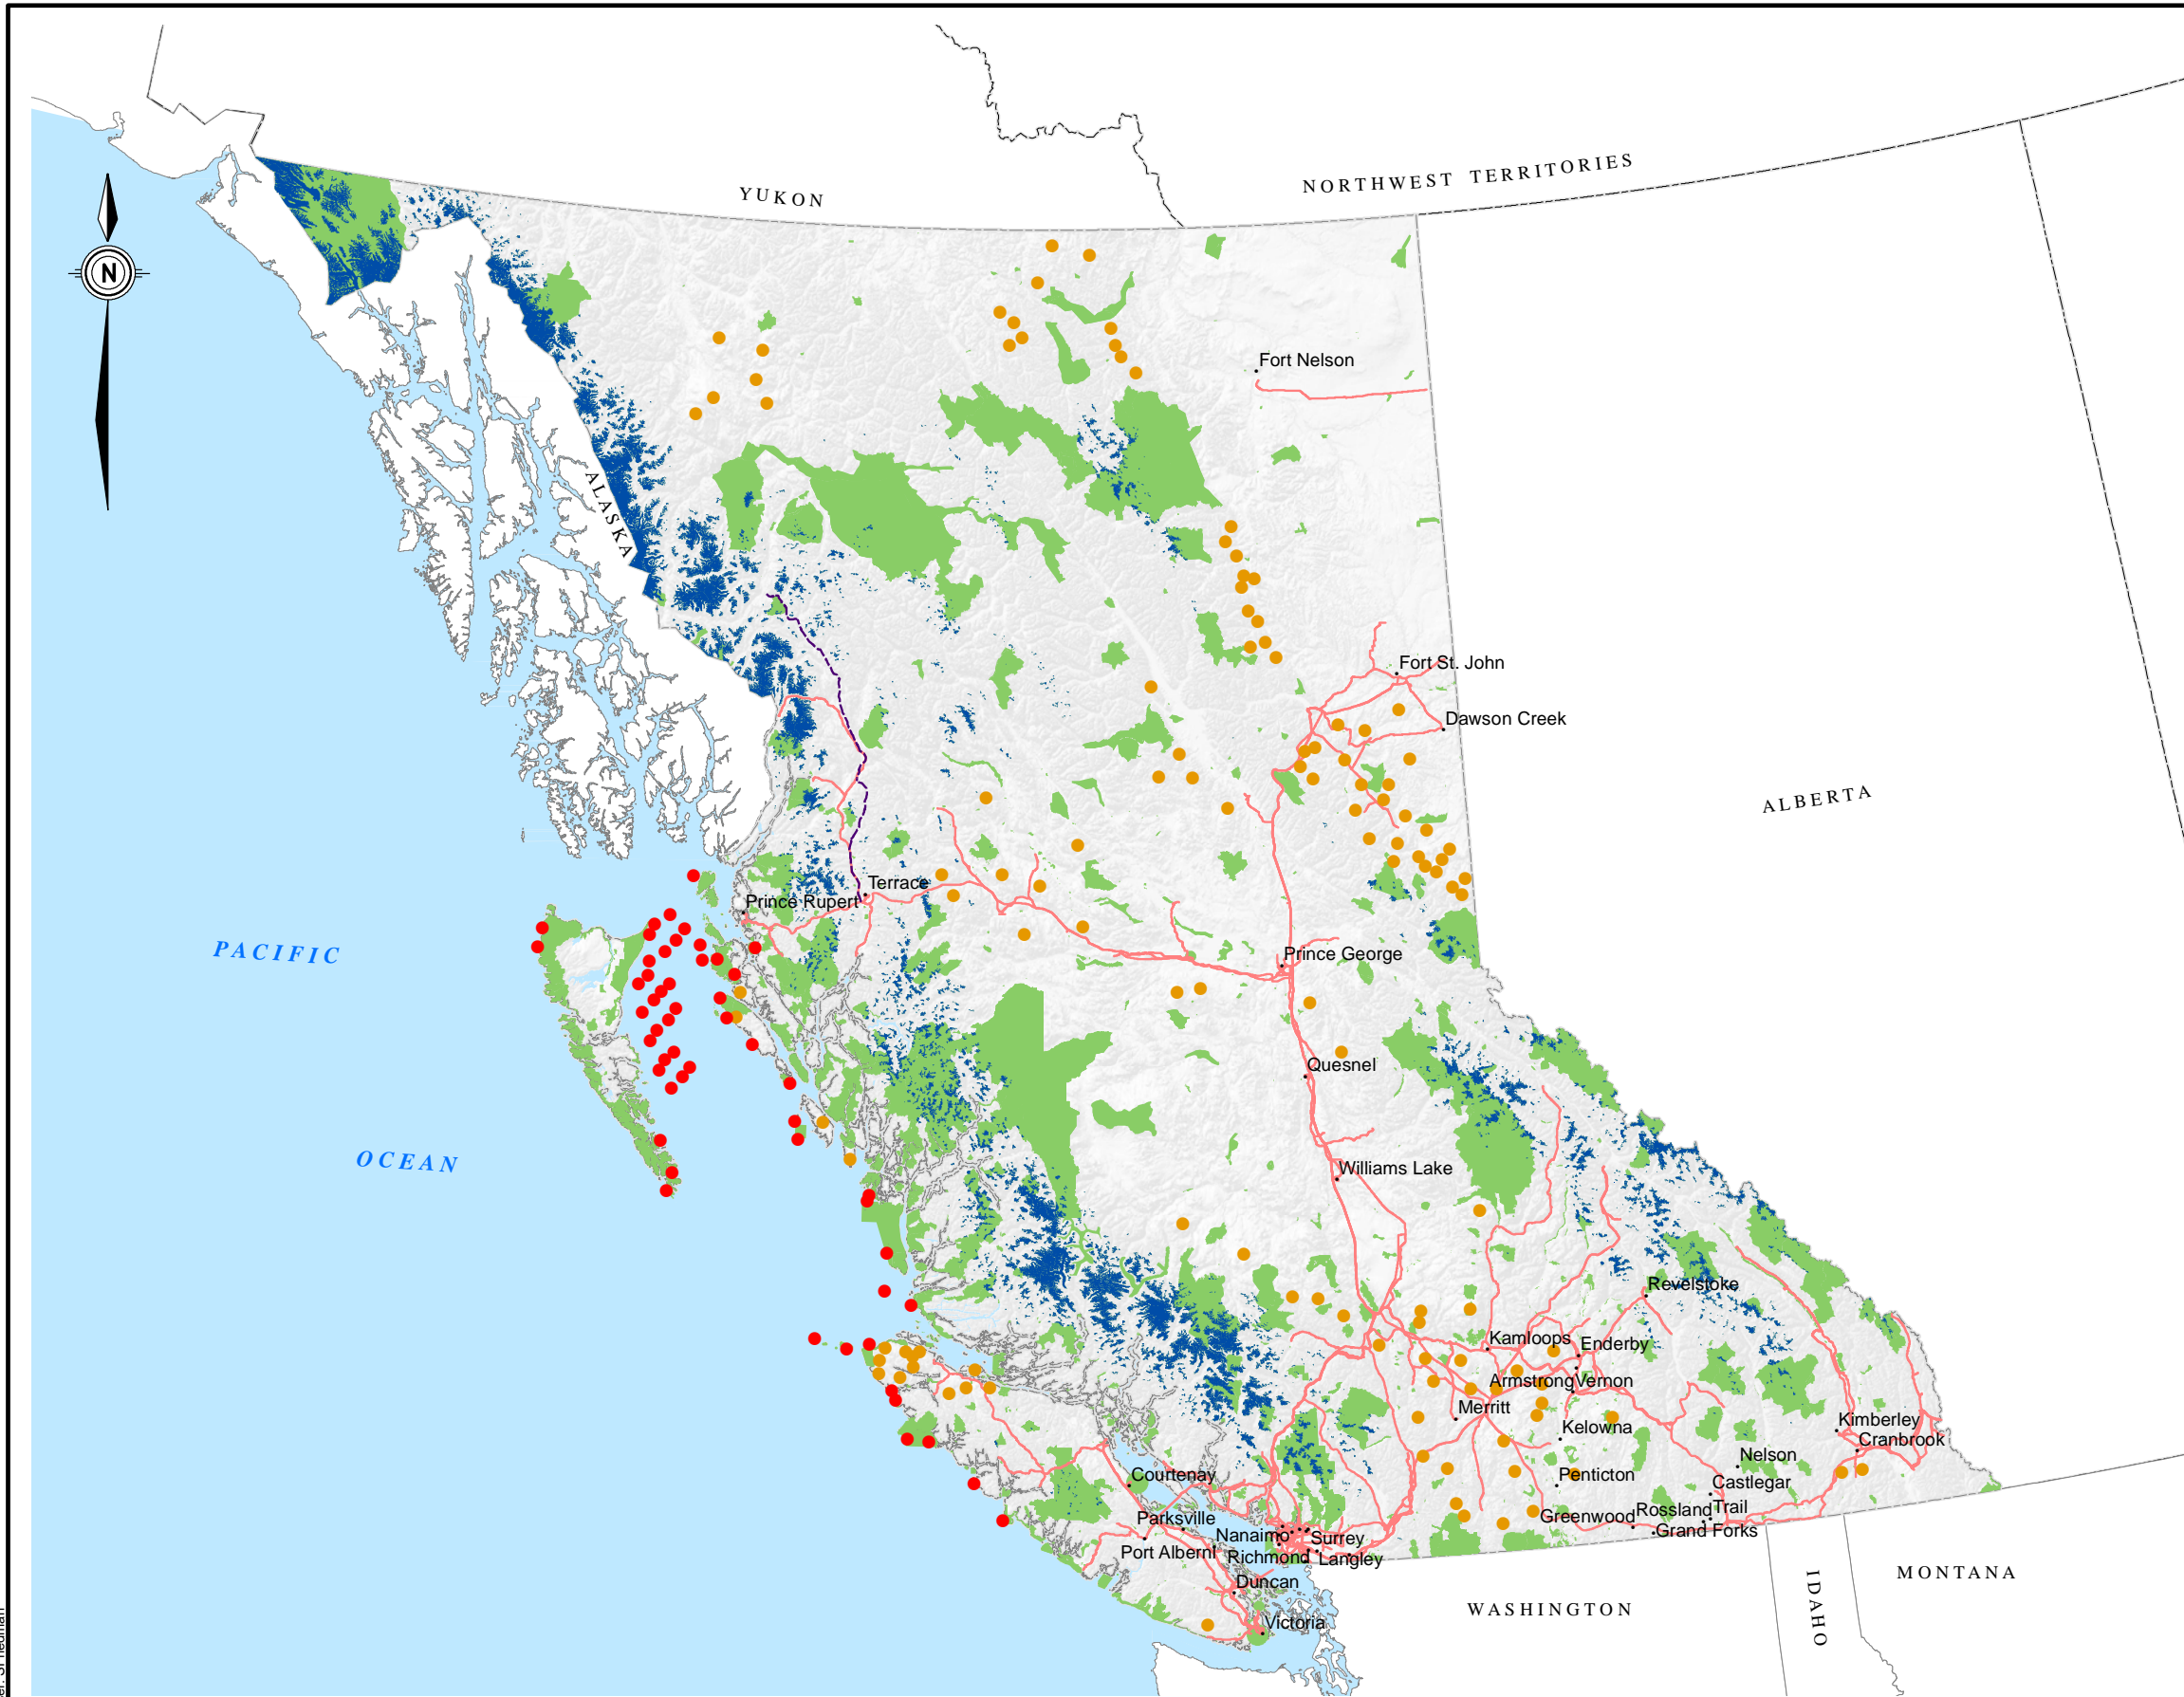 YUKON
NORTHWEST TERRITORIES
N
Fort Nelson
ALASKA
Fort St. John
Dawson Creek
ALBERTA
Terrace
Prince Rupert
PACIFIC
Prince George
Quesnel
OCEAN
Williams Lake
Revelstoke
Kamloops
Enderby
Armstrong
Vernon
Merritt
Kelowna
Kimberley
Cranbrook
Nelson
Penticton
Castlegar
Courtenay
Greenwood
Rossland
Trail
Grand Forks
Parksville
Nanaimo
Surrey
Port Alberni
Richmond
Langley
Duncan
Victoria
WASHINGTON
IDAHO
MONTANA